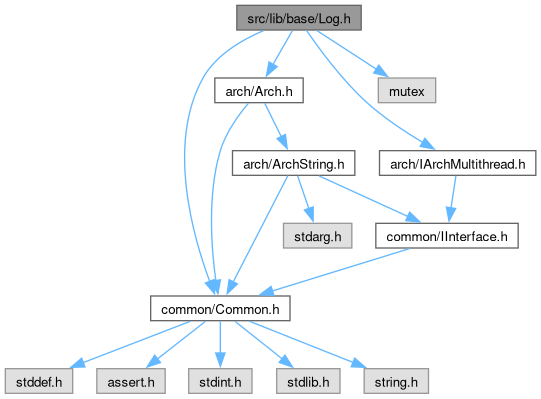 src/lib/base/Log.h
arch/Arch.h
mutex
arch/ArchString.h
arch/IArchMultithread.h
stdarg.h
common/IInterface.h
common/Common.h
stddef.h
assert.h
stdint.h
stdlib.h
string.h